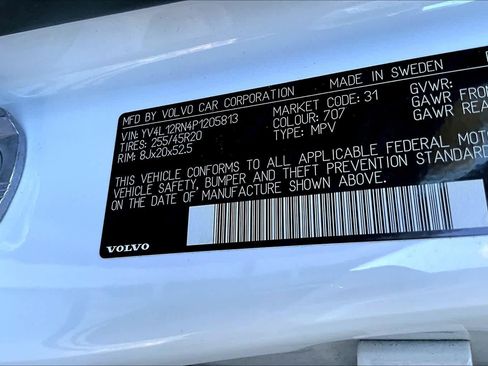 MFD BY VOLVO CAR CORPORATION MADE IN SWEDEN
VIN: YV4L12RN4P1205813 MARKET CODE: 31 GVWR:
TIRES: 255/45R20 COLOUR: 707 GAWR FRON
RIM: 8Jx20x52.5 TYPE: MPV GAWR REA
THIS VEHICLE CONFORMS TO ALL APPLICABLE FEDERAL MOTO
VEHICLE SAFETY, BUMPER AND THEFT PREVENTION STANDARD
ON THE DATE OF MANUFACTURE SHOWN ABOVE.
VOLVO